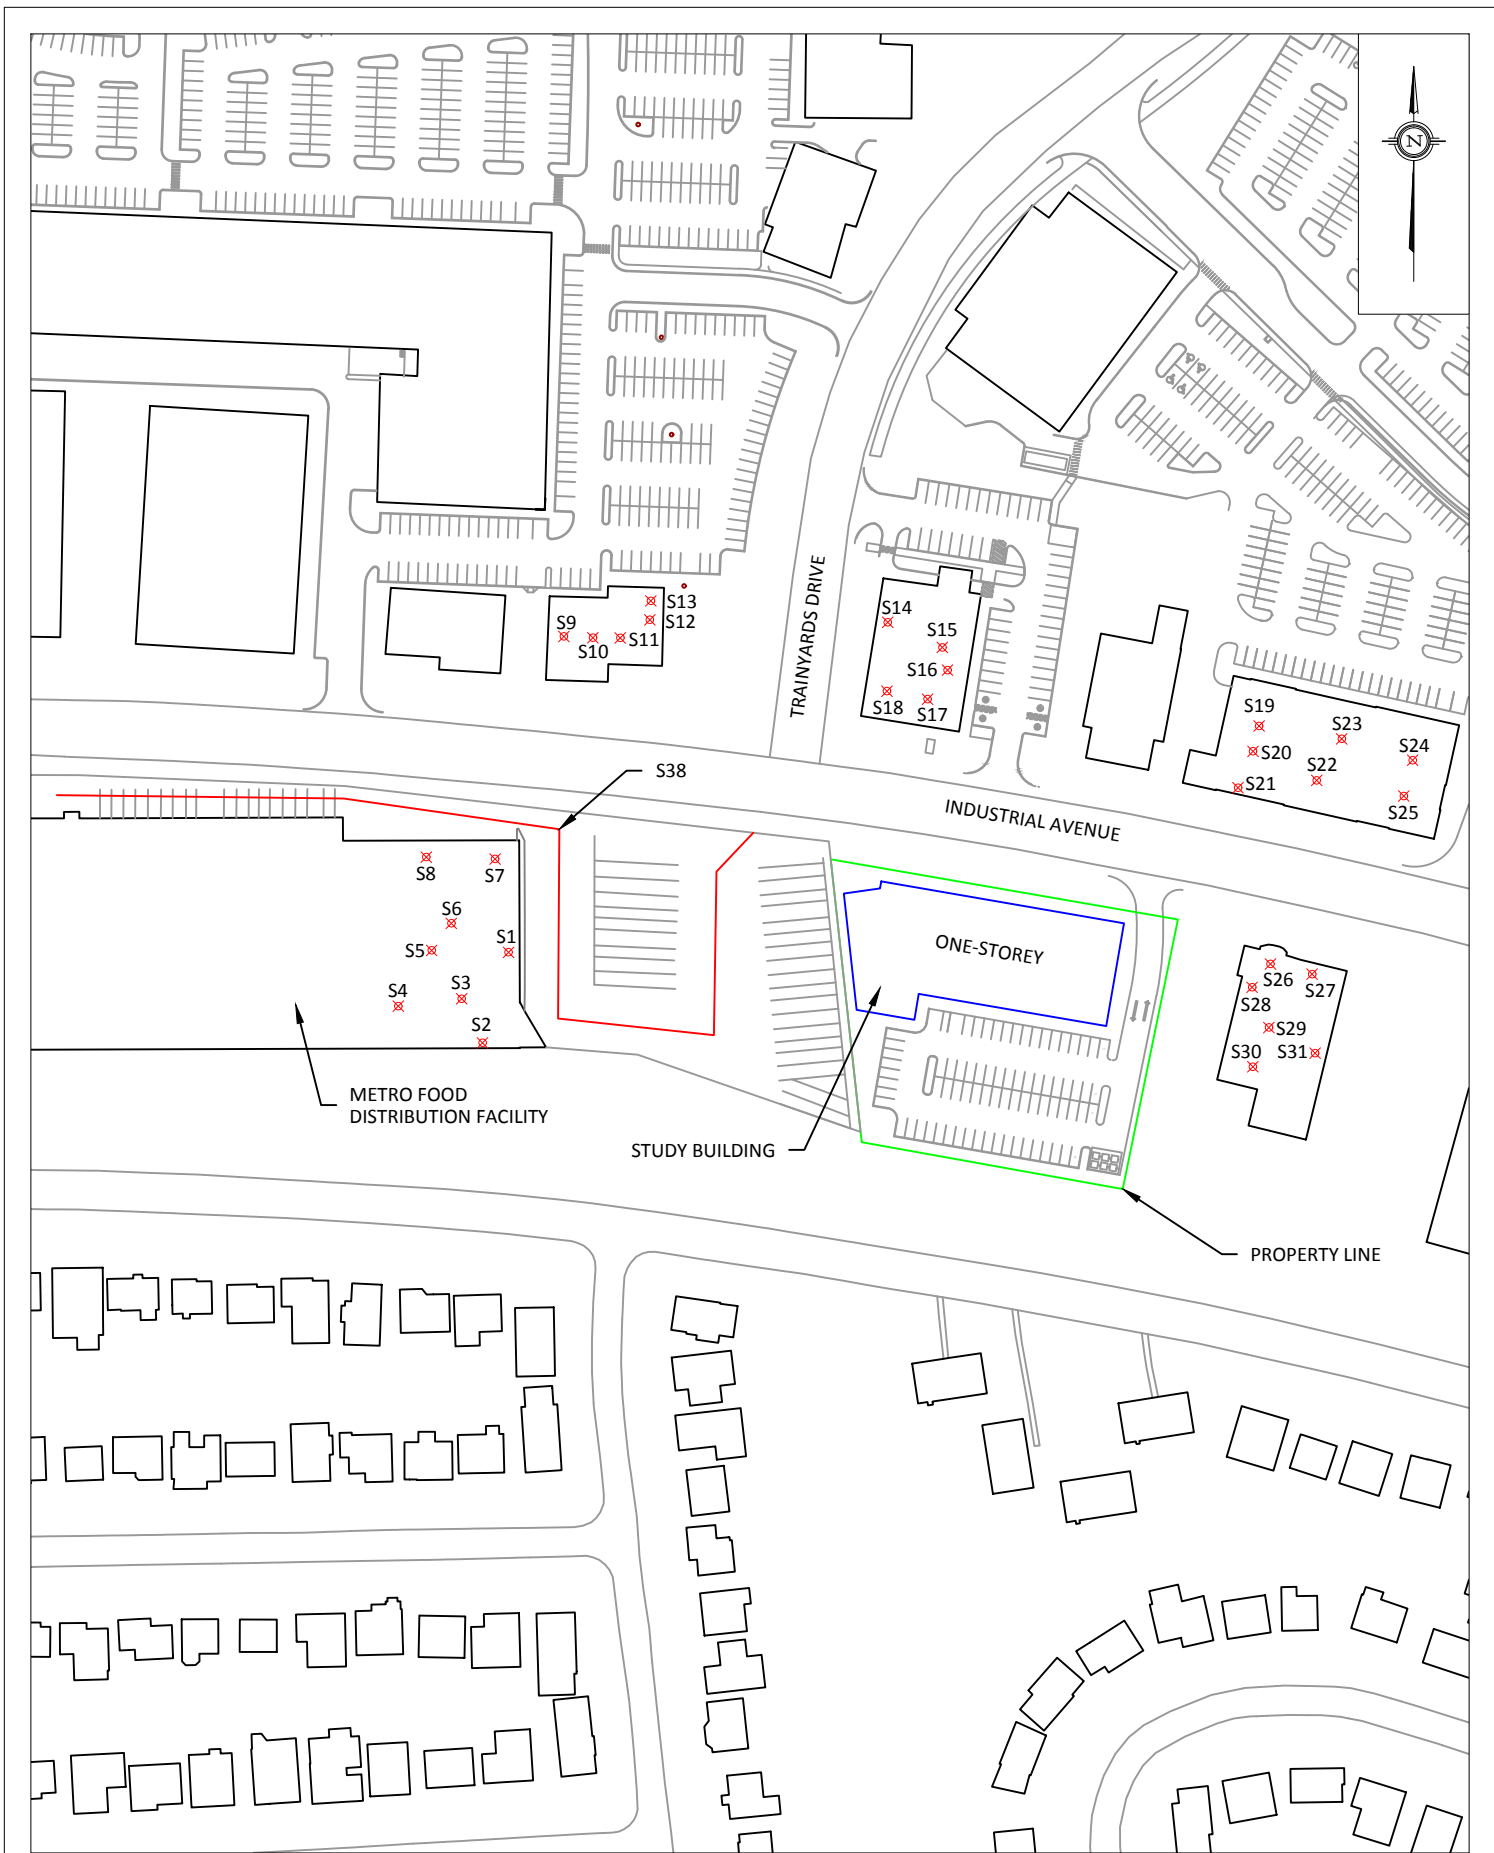 N
S13
S12
S9
S11
S10
TRAINYARDS DRIVE
S14
S15
S16
S18
S17
S19
S23
S20
S24
S22
S21
S25
S38
INDUSTRIAL AVENUE
S8
S7
S6
S1
S5
S3
S4
S2
ONE-STOREY
S26
S27
S28
S29
S30
S31
METRO FOOD
DISTRIBUTION FACILITY
STUDY BUILDING
PROPERTY LINE